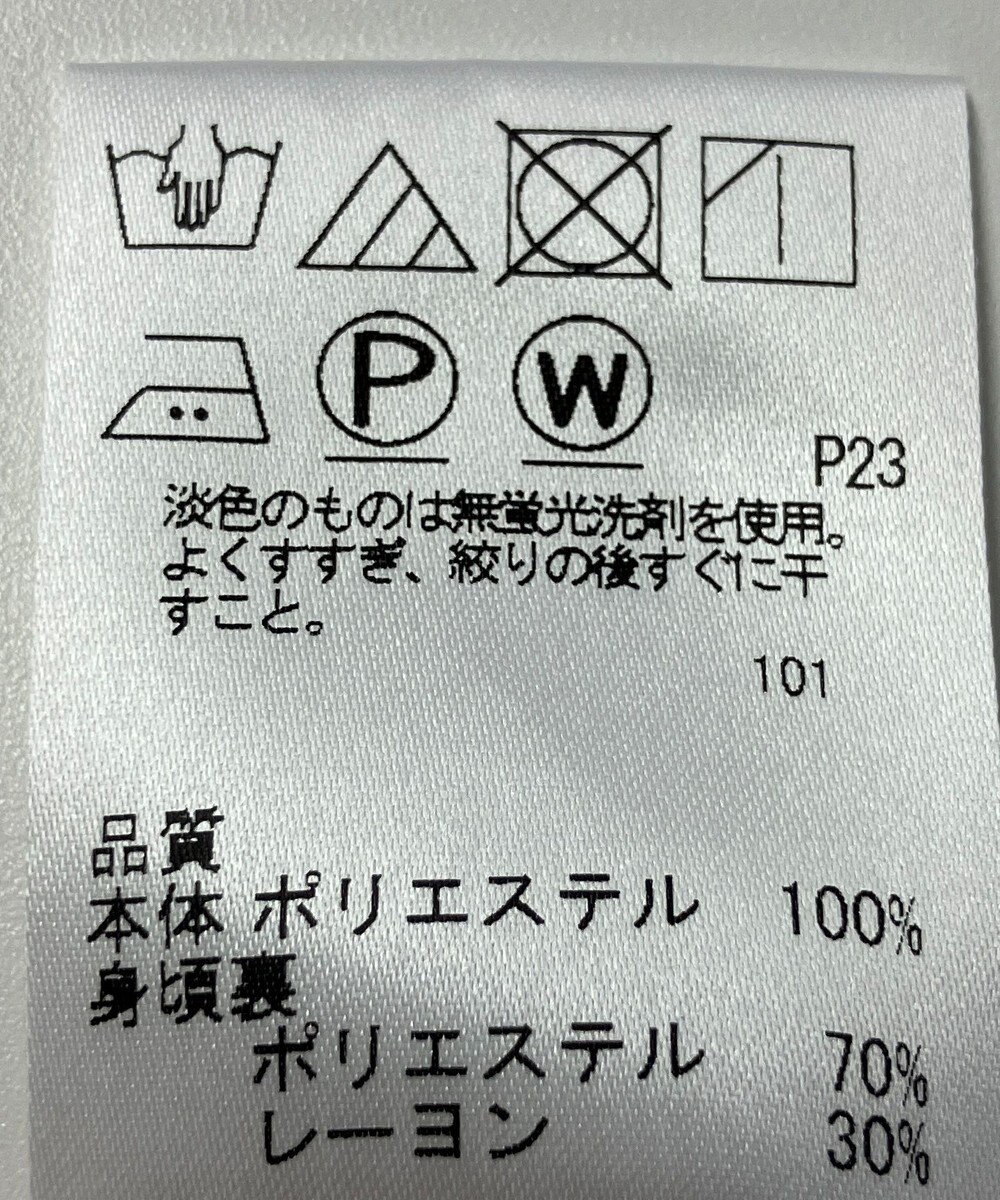 P
W
P23
淡色のものは無蛍光洗剤を使用。
よくすすぎ、絞りの後すぐに干
すこと。
101
品質
本体 ポリエステル 100%
身頃裏
ポリエステル 70%
レーヨン 30%